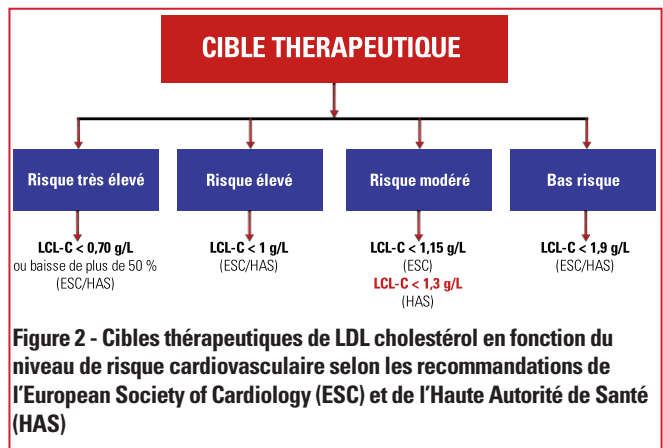 CIBLE THERAPEUTIQUE
Risque très élevé
Risque élevé
Risque modéré
Bas risque
LCL-C < 0,70 g/L
ou baisse de plus de 50 %
(ESC/HAS)
LCL-C < 1 g/L
(ESC/HAS)
LCL-C < 1,15 g/L
(ESC)
LCL-C < 1,3 g/L
(HAS)
LCL-C < 1,9 g/L
(ESC/HAS)
Figure 2 - Cibles thérapeutiques de LDL cholestérol en fonction du
niveau de risque cardiovasculaire selon les recommandations de
l’European Society of Cardiology (ESC) et de l’Haute Autorité de Santé
(HAS)